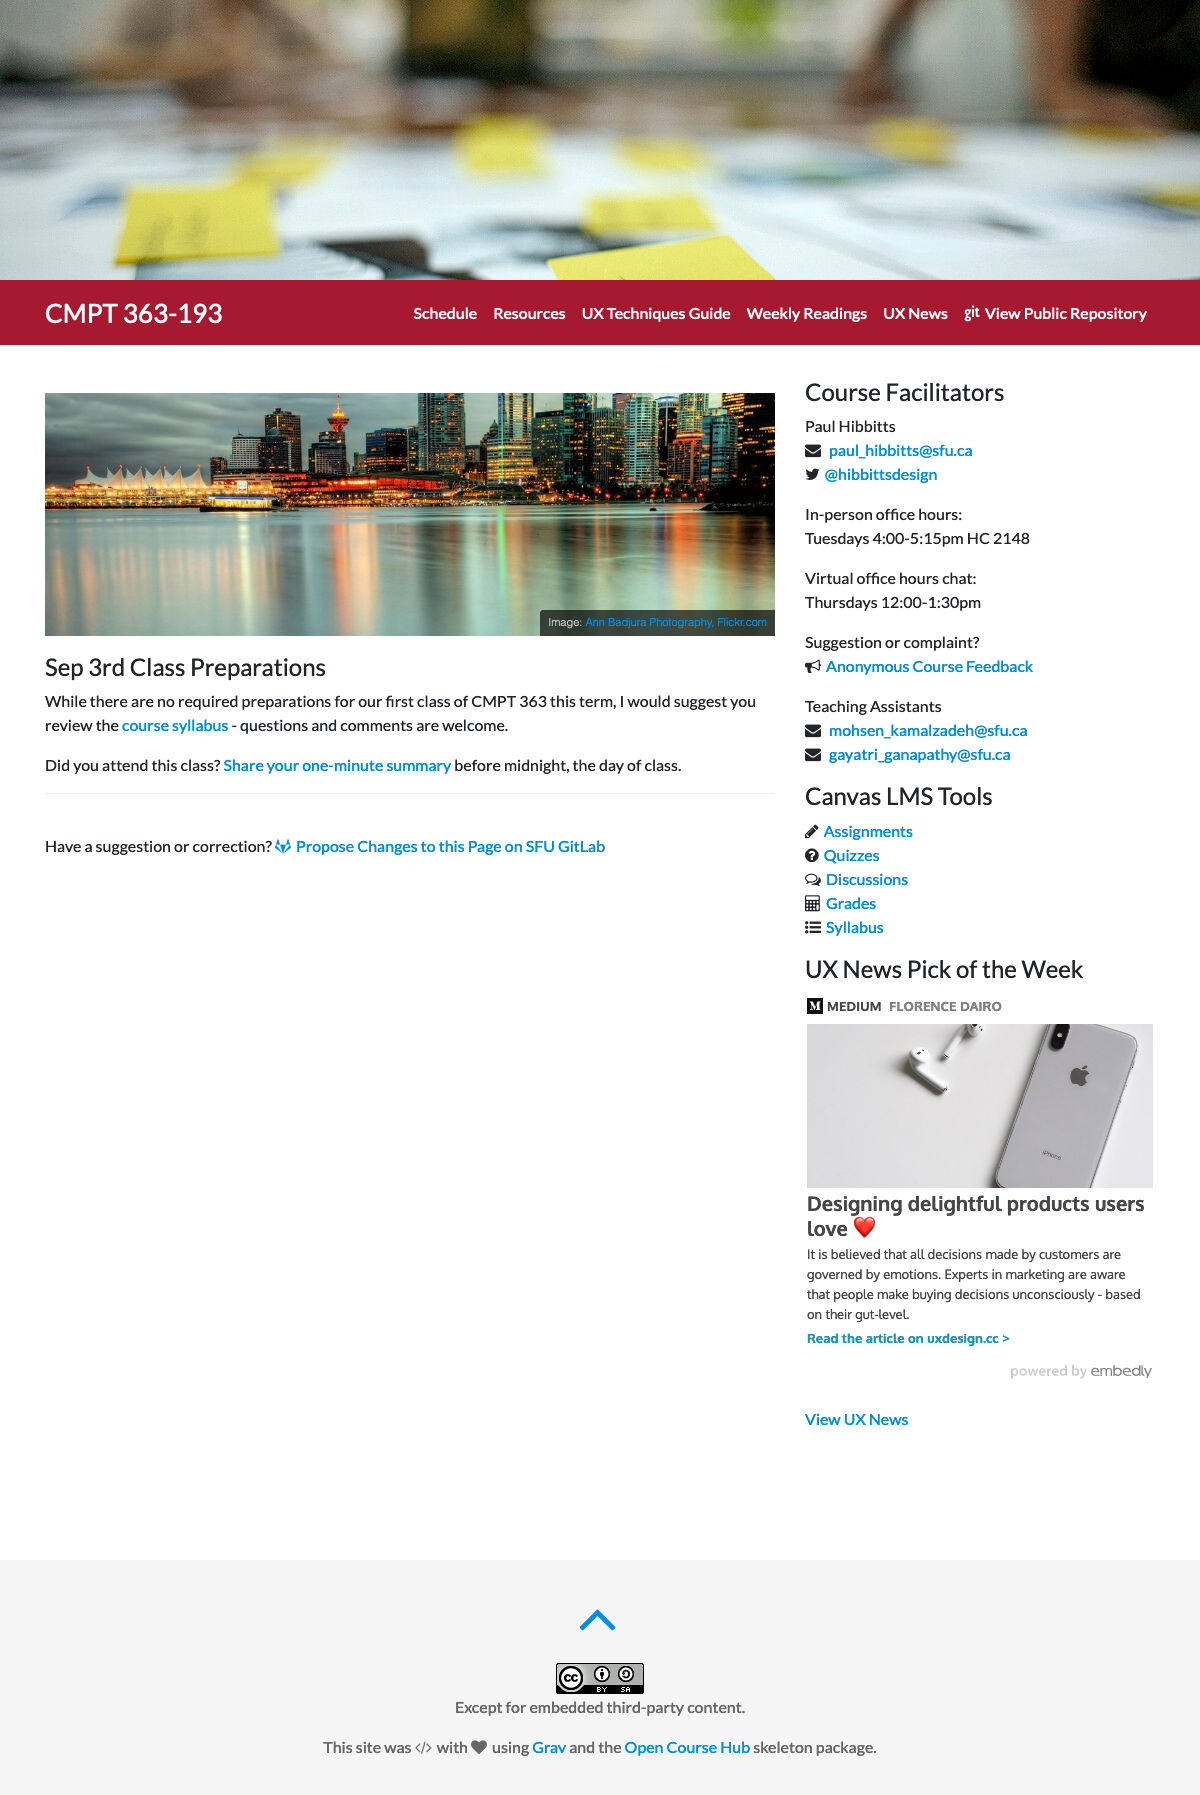 CMPT 363-193
Schedule Resources UX Techniques Guide Weekly Readings UX News git View Public Repository
Image: Ann Badjura Photography, Flickr.com
Sep 3rd Class Preparations
While there are no required preparations for our first class of CMPT 363 this term, I would suggest you
review the course syllabus - questions and comments are welcome.
Did you attend this class? Share your one-minute summary before midnight, the day of class.
Have a suggestion or correction? Propose Changes to this Page on SFU GitLab
Course Facilitators
Paul Hibbitts
paul_hibbitts@sfu.ca
@hibbittsdesign
In-person office hours:
Tuesdays 4:00-5:15pm HC 2148
Virtual office hours chat:
Thursdays 12:00-1:30pm
Suggestion or complaint?
Anonymous Course Feedback
Teaching Assistants
mohsen_kamalzadeh@sfu.ca
gayatri_ganapathy@sfu.ca
Canvas LMS Tools
Assignments
Quizzes
Discussions
Grades
Syllabus
UX News Pick of the Week
M MEDIUM FLORENCE DAIRO
iPhone
Designing delightful products users
love ❤️
It is believed that all decisions made by customers are
governed by emotions. Experts in marketing are aware
that people make buying decisions unconsciously - based
on their gut-level.
Read the article on uxdesign.cc >
powered by embedly
View UX News
cc BY SA
Except for embedded third-party content.
This site was </> with ♥ using Grav and the Open Course Hub skeleton package.